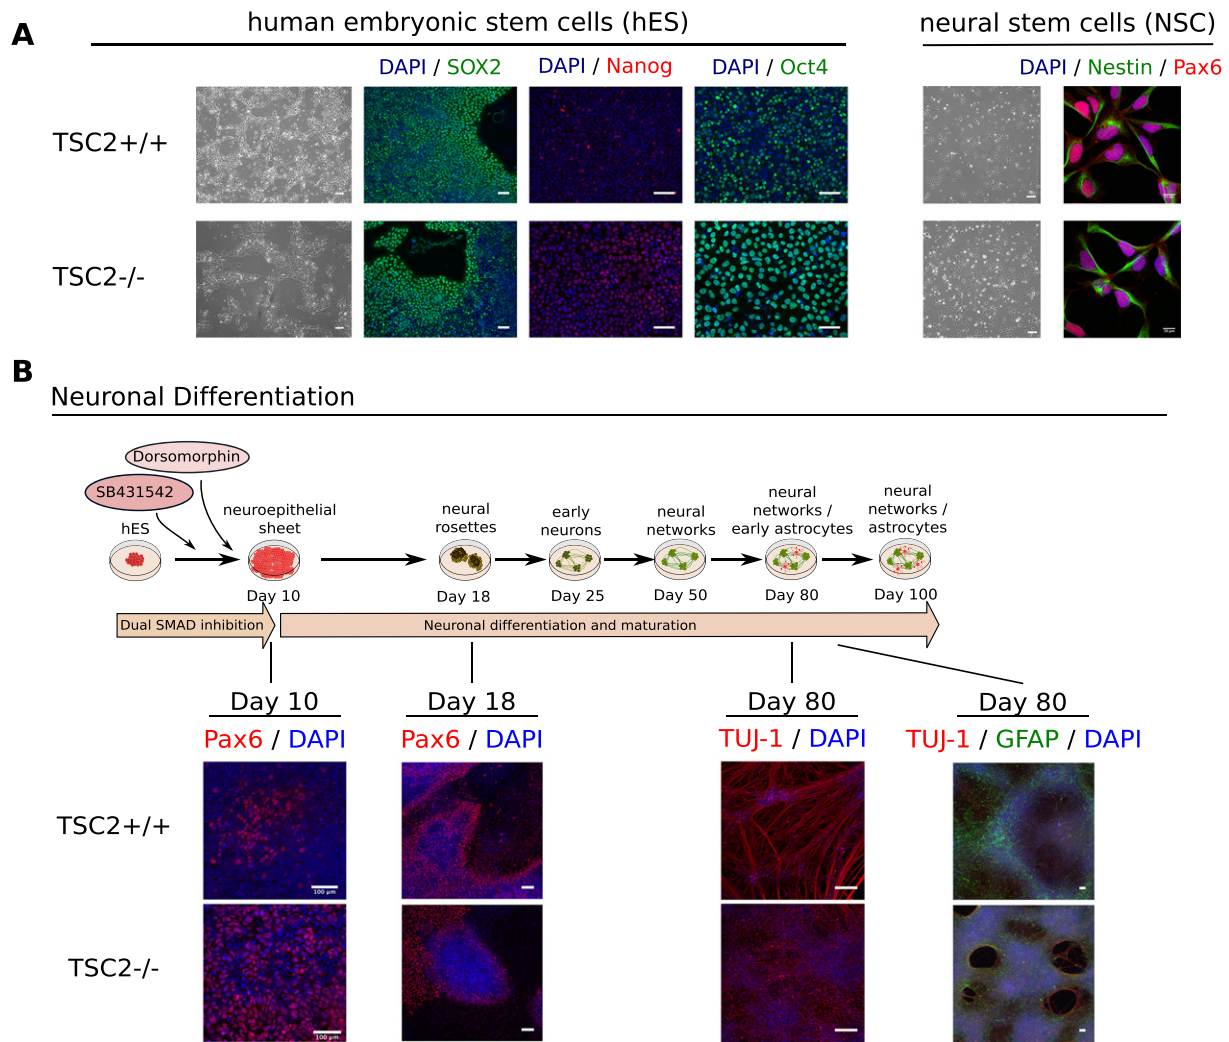 A
human embryonic stem cells (hES)
neural stem cells (NSC)
DAPI / SOX2
DAPI / Nanog
DAPI / Oct4
DAPI / Nestin / Pax6
TSC2+/+
TSC2-/-
B
Neuronal Differentiation
Dorsomorphin
SB431542
hES
neuroepithelial
sheet
neural
rosettes
early
neurons
neural
networks
neural
networks /
early astrocytes
neural
networks /
astrocytes
Day 10
Day 18
Day 25
Day 50
Day 80
Day 100
Dual SMAD inhibition
Neuronal differentiation and maturation
Day 10
Day 18
Day 80
Day 80
Pax6 / DAPI
Pax6 / DAPI
TUJ-1 / DAPI
TUJ-1 / GFAP / DAPI
TSC2+/+
100 µm
TSC2-/-
100 µm